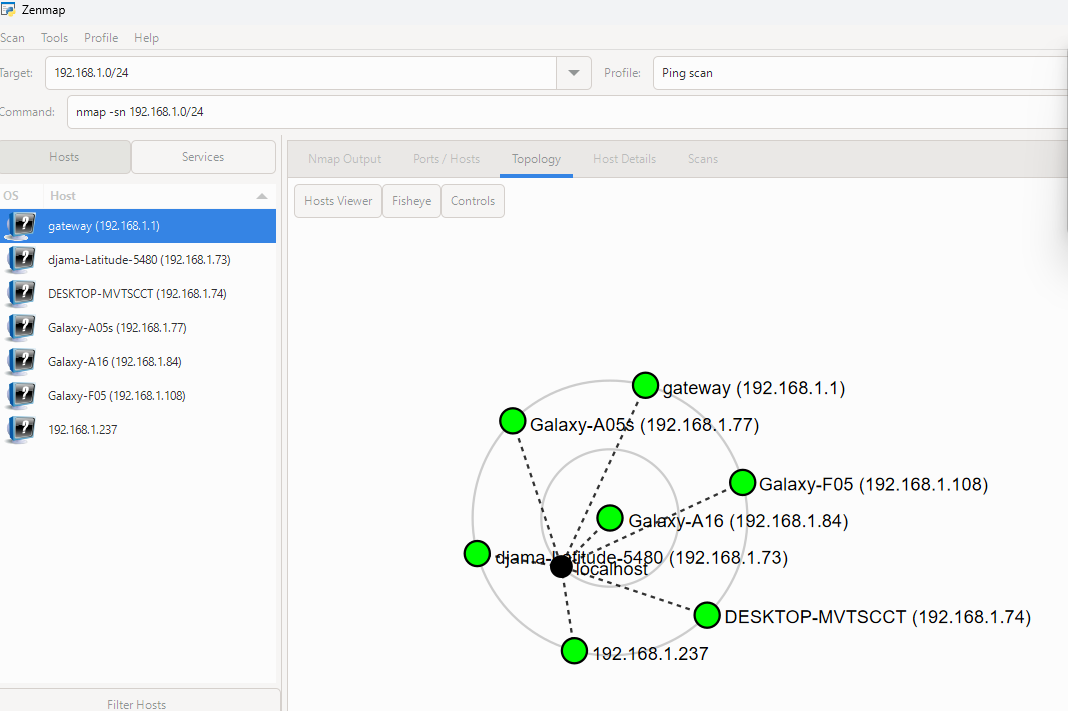 Zenmap
Scan Tools Profile Help
Target: 192.168.1.0/24 Profile: Ping scan
Command: nmap -sn 192.168.1.0/24
Hosts Services
Nmap Output Ports / Hosts Topology Host Details Scans
OS Host
Hosts Viewer Fisheye Controls
gateway (192.168.1.1)
djama-Latitude-5480 (192.168.1.73)
DESKTOP-MVTSCCT (192.168.1.74)
Galaxy-A05s (192.168.1.77)
Galaxy-A16 (192.168.1.84)
Galaxy-F05 (192.168.1.108)
192.168.1.237
Filter Hosts
gateway (192.168.1.1)
Galaxy-A05s (192.168.1.77)
Galaxy-F05 (192.168.1.108)
Galaxy-A16 (192.168.1.84)
djama-Latitude-5480 (192.168.1.73)
localhost
DESKTOP-MVTSCCT (192.168.1.74)
192.168.1.237